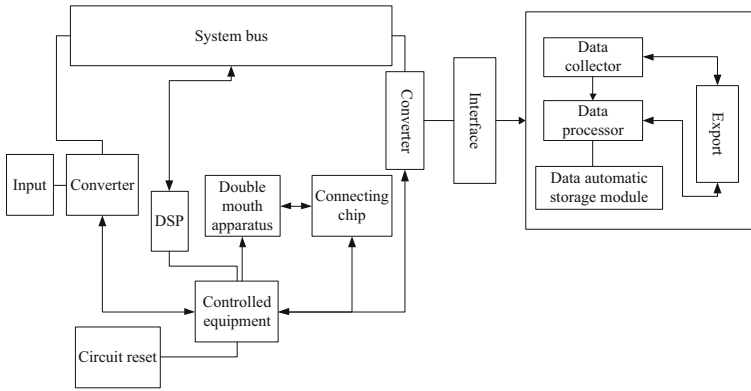 System bus
Data
collector
Data
processor
Data automatic
storage module
Export
Interface
Converter
Input
Converter
DSP
Double
mouth
apparatus
Connecting
chip
Controlled
equipment
Circuit reset